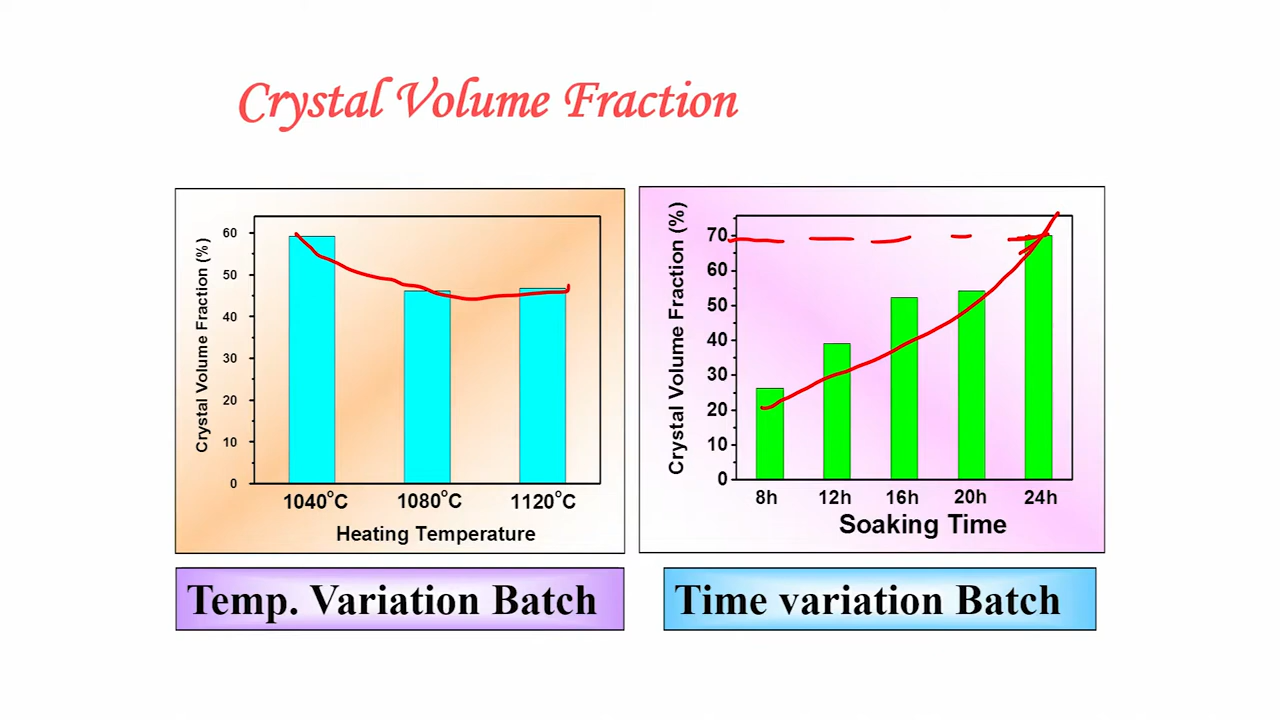 Crystal Volume Fraction
Crystal Volume Fraction (%)
60
50
40
30
20
10
0
1040°C 1080°C 1120°C
Heating Temperature
Crystal Volume Fraction (%)
70
60
50
40
30
20
10
0
8h 12h 16h 20h 24h
Soaking Time
Temp. Variation Batch
Time variation Batch